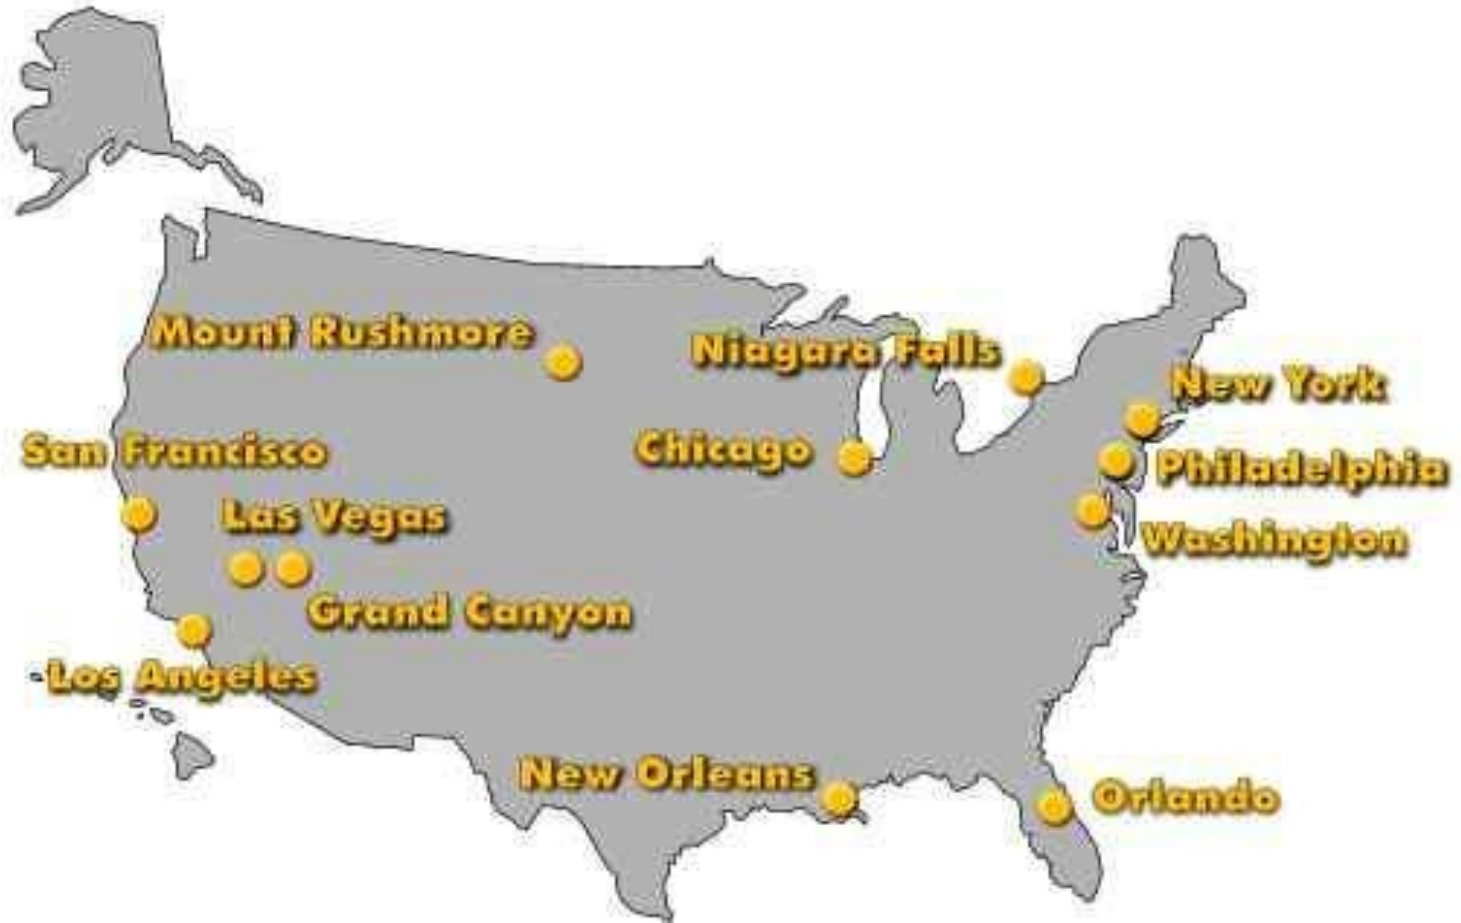 Mount Rushmore
Niagara Falls
New York
San Francisco
Chicago
Philadelphia
Las Vegas
Washington
Grand Canyon
Los Angeles
New Orleans
Orlando